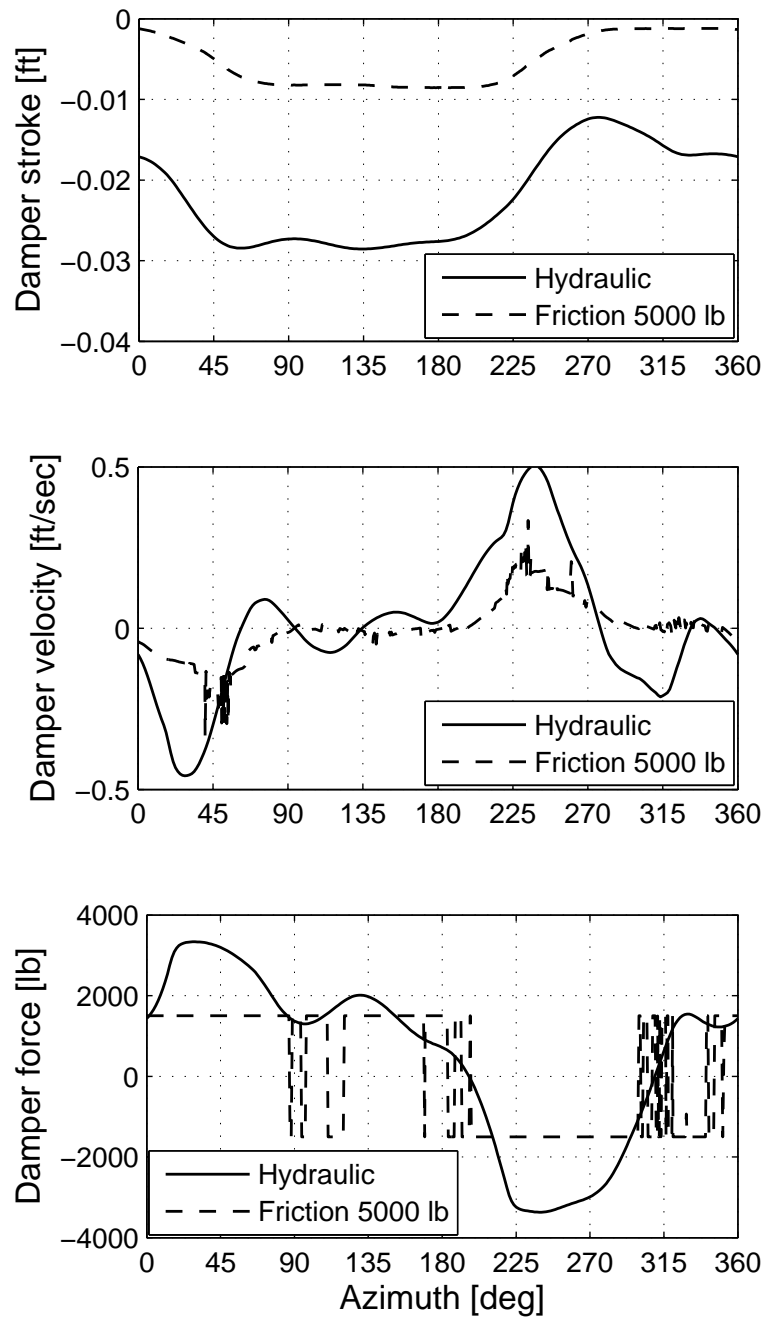 Damper stroke [ft]
0
−0.01
−0.02
−0.03
−0.04
Hydraulic
Friction 5000 lb
0 45 90 135 180 225 270 315 360
Damper velocity [ft/sec]
0.5
0
−0.5
Hydraulic
Friction 5000 lb
0 45 90 135 180 225 270 315 360
Damper force [lb]
4000
2000
0
−2000
−4000
Hydraulic
Friction 5000 lb
0 45 90 135 180 225 270 315 360
Azimuth [deg]